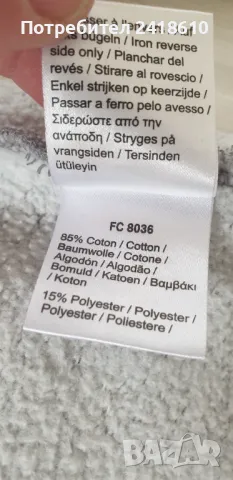 Потребител 2418610
bügeln / Iron reverse
side only / Planchar del
revés / Stirare al rovescio /
Enkel strijken op keerzijde /
Passar a ferro pelo avesso /
Σιδερώστε από την
ανάποδη / Stryges på
vrangsiden / Tersinden
ütüleyin
FC 8036
85% Coton / Cotton /
Baumwolle / Cotone /
Algodón / Algodão /
Bomuld / Katoen / Βαμβάκι
/ Koton
15% Polyester / Polyester /
Polyester / Poliestere /
bazar